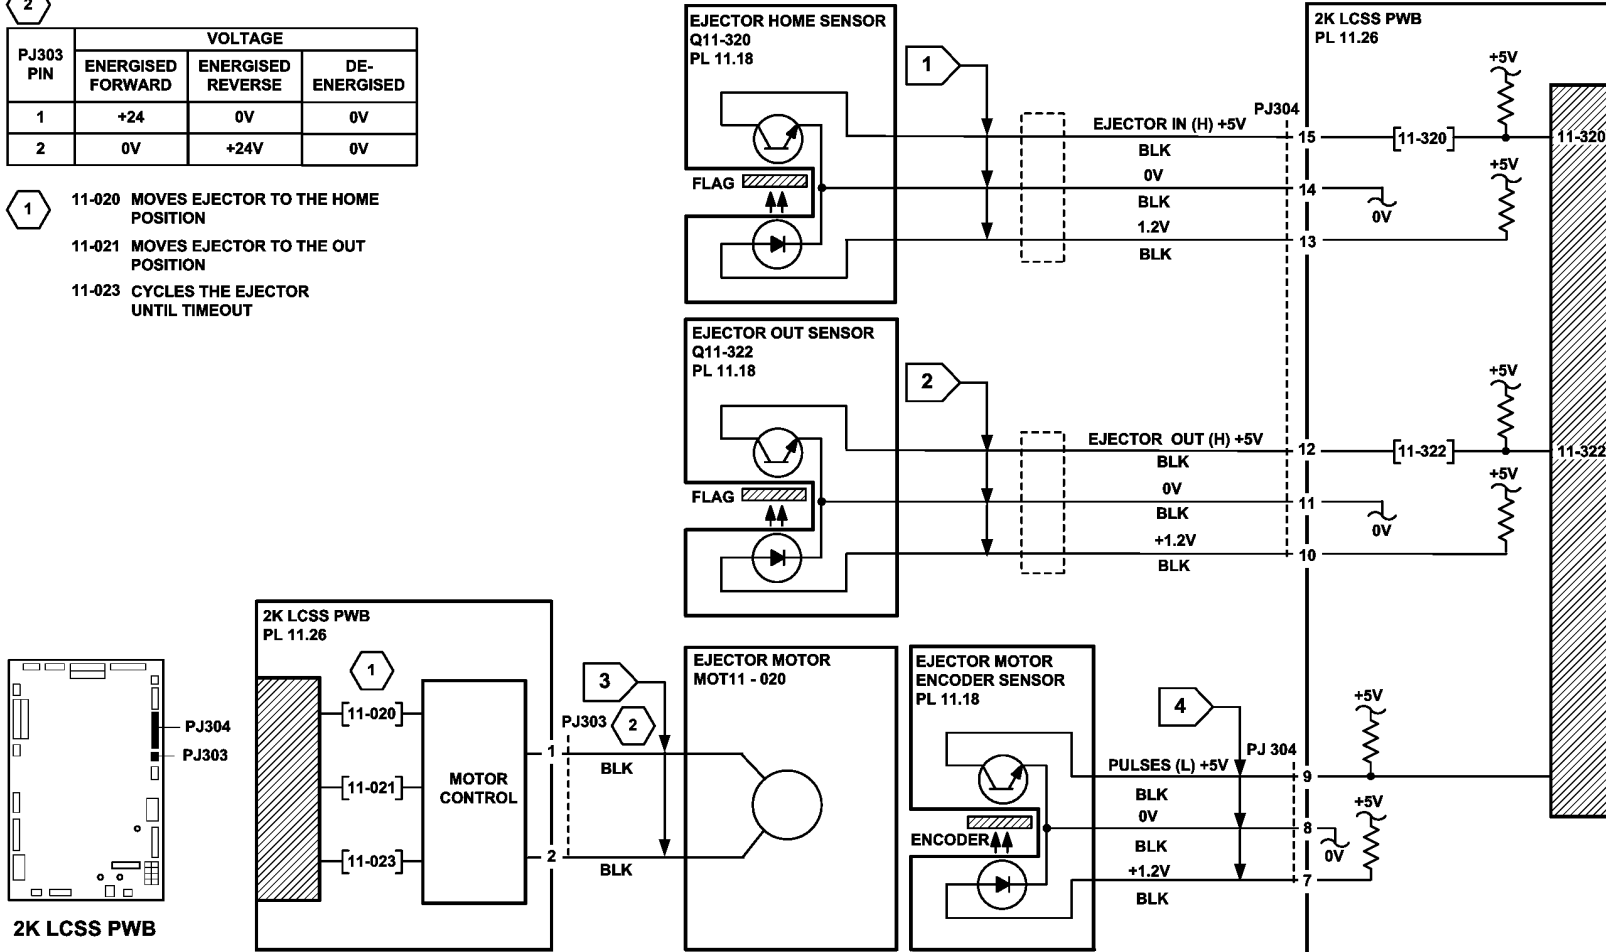 2
PJ303 PIN
VOLTAGE
ENERGISED FORWARD
ENERGISED REVERSE
DE-ENERGISED
1 +24 0V 0V
2 0V +24V 0V
1
11-020 MOVES EJECTOR TO THE HOME
POSITION
11-021 MOVES EJECTOR TO THE OUT
POSITION
11-023 CYCLES THE EJECTOR
UNTIL TIMEOUT
EJECTOR HOME SENSOR
Q11-320
PL 11.18
FLAG
1
EJECTOR IN (H) +5V
BLK
0V
BLK
1.2V
BLK
PJ304
15
14
13
2K LCSS PWB
PL 11.26
+5V
11-320
11-320
+5V
0V
EJECTOR OUT SENSOR
Q11-322
PL 11.18
FLAG
2
EJECTOR OUT (H) +5V
BLK
0V
BLK
+1.2V
BLK
12
11
10
+5V
11-322
11-322
+5V
0V
PJ304
PJ303
2K LCSS PWB
2K LCSS PWB
PL 11.26
1
11-020
11-021
11-023
MOTOR
CONTROL
1
2
PJ303
2
3
BLK
BLK
EJECTOR MOTOR
MOT11 - 020
EJECTOR MOTOR
ENCODER SENSOR
PL 11.18
ENCODER
4
PJ 304
PULSES (L) +5V
BLK
0V
BLK
+1.2V
BLK
9
8
7
+5V
+5V
0V